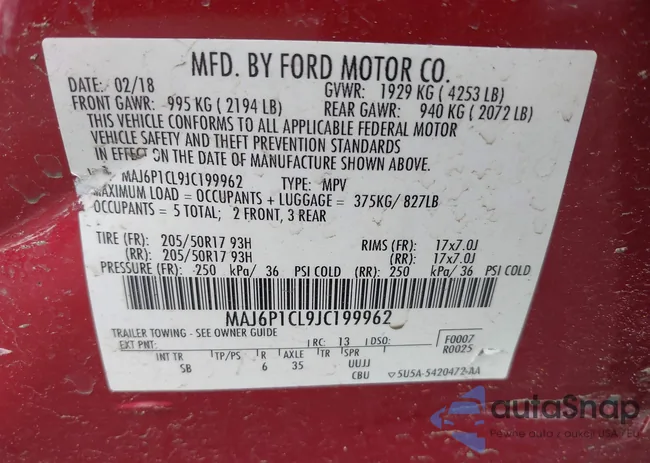 MFD. BY FORD MOTOR CO.
DATE: 02/18 GVWR: 1929 KG ( 4253 LB)
FRONT GAWR: 995 KG ( 2194 LB) REAR GAWR: 940 KG ( 2072 LB)
THIS VEHICLE CONFORMS TO ALL APPLICABLE FEDERAL MOTOR
VEHICLE SAFETY AND THEFT PREVENTION STANDARDS
IN EFFECT ON THE DATE OF MANUFACTURE SHOWN ABOVE.
MAJ6P1CL9JC199962 TYPE: MPV
MAXIMUM LOAD = OCCUPANTS + LUGGAGE = 375KG/ 827LB
OCCUPANTS = 5 TOTAL; 2 FRONT, 3 REAR
TIRE (FR): 205/50R17 93H RIMS (FR): 17x7.0J
(RR): 205/50R17 93H (RR): 17x7.0J
PRESSURE (FR): 250 kPa/ 36 PSI COLD (RR): 250 kPa/ 36 PSI COLD
MAJ6P1CL9JC199962
TRAILER TOWING - SEE OWNER GUIDE
EXT PNT: RC: 13 DSO: F0007
R0025
INT TR TP/PS R AXLE TR SPR UUJJ
SB 6 35 CBU 5U5A-5420472-AA
autoSnap
Pewne auto z aukcji USA/EU